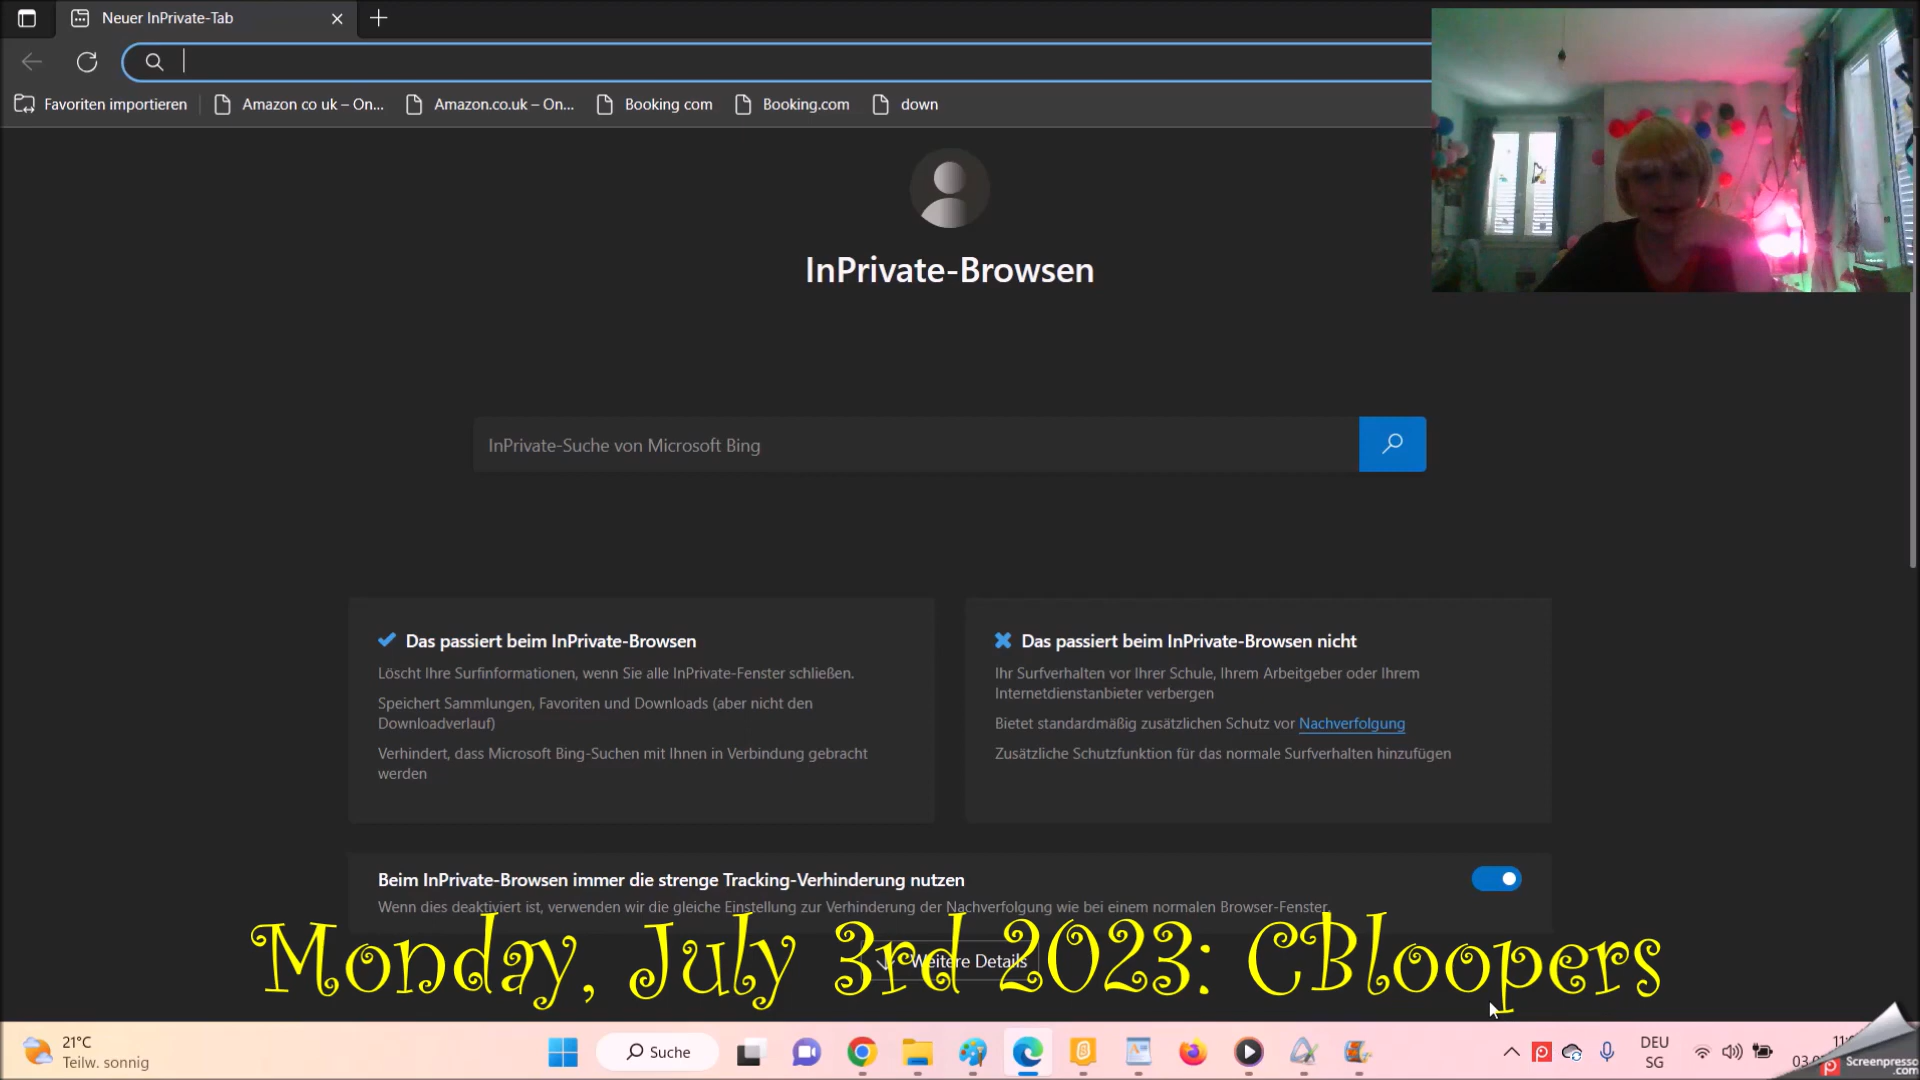 Neuer InPrivate-Tab
Favoriten importieren
Amazon co uk – On...
Amazon.co.uk – On...
Booking com
Booking.com
down
InPrivate-Browsen
InPrivate-Suche von Microsoft Bing
Das passiert beim InPrivate-Browsen
Löscht Ihre Surfinformationen, wenn Sie alle InPrivate-Fenster schließen.
Speichert Sammlungen, Favoriten und Downloads (aber nicht den
Downloadverlauf)
Verhindert, dass Microsoft Bing-Suchen mit Ihnen in Verbindung gebracht
werden
Das passiert beim InPrivate-Browsen nicht
Ihr Surfverhalten vor Ihrer Schule, Ihrem Arbeitgeber oder Ihrem
Internetdienstanbieter verbergen
Bietet standardmäßig zusätzlichen Schutz vor Nachverfolgung
Zusätzliche Schutzfunktion für das normale Surfverhalten hinzufügen
Beim InPrivate-Browsen immer die strenge Tracking-Verhinderung nutzen
Wenn dies deaktiviert ist, verwenden wir die gleiche Einstellung zur Verhinderung der Nachverfolgung wie bei einem normalen Browser-Fenster.
Weitere Details
Monday, July 3rd 2023: CBloopers
21°C
Teilw. sonnig
Suche
DEU
SG
Screenpresso
.com